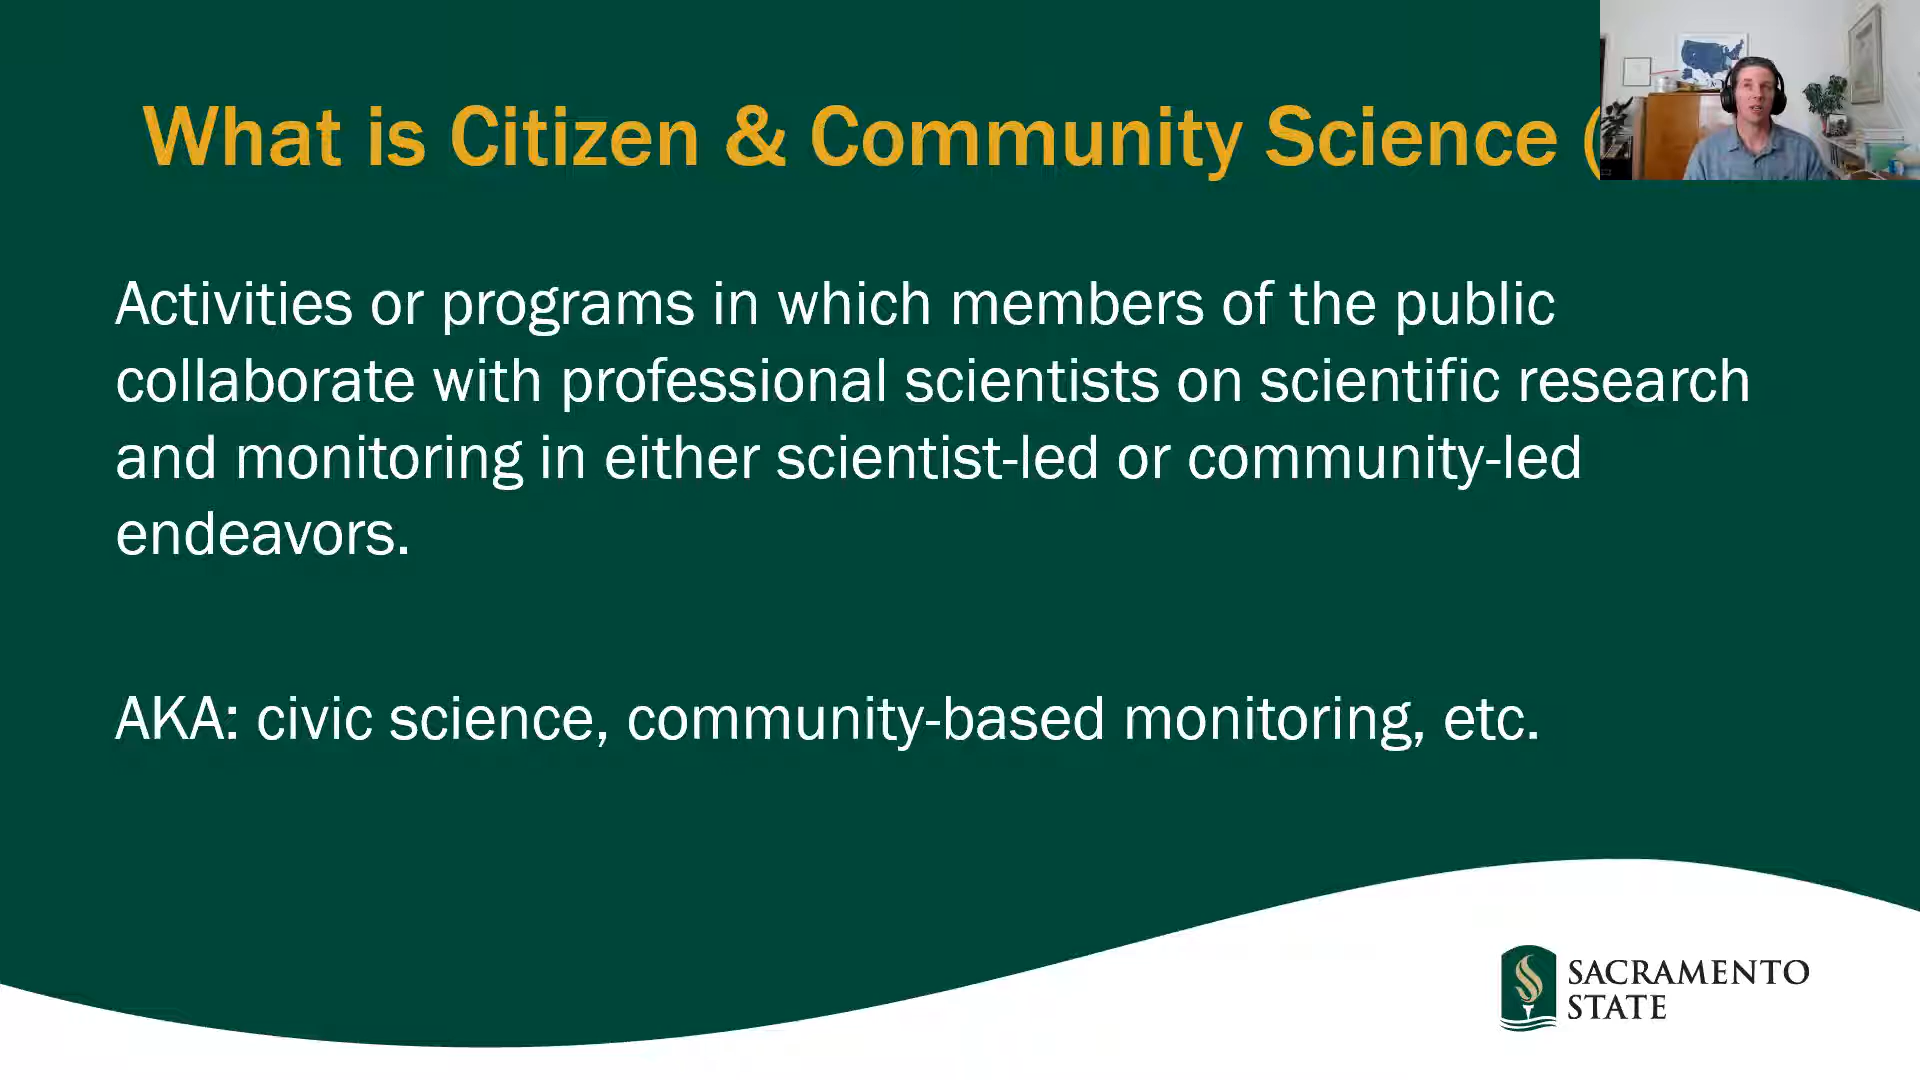 What is Citizen & Community Science (
Activities or programs in which members of the public
collaborate with professional scientists on scientific research
and monitoring in either scientist-led or community-led
endeavors.
AKA: civic science, community-based monitoring, etc.
SACRAMENTO
STATE